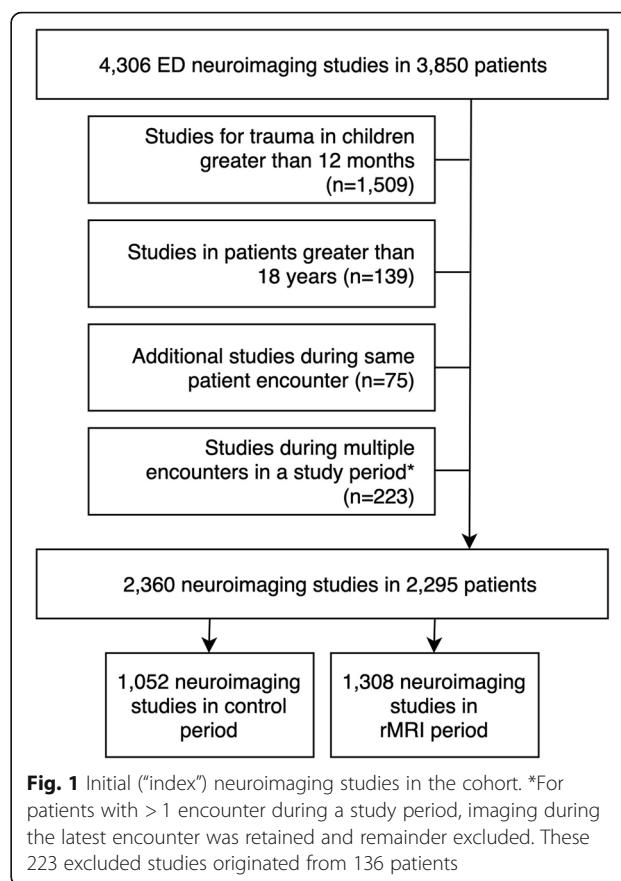 4,306 ED neuroimaging studies in 3,850 patients
Studies for trauma in children
greater than 12 months
(n=1,509)
Studies in patients greater than
18 years (n=139)
Additional studies during same
patient encounter (n=75)
Studies during multiple
encounters in a study period*
(n=223)
2,360 neuroimaging studies in 2,295 patients
1,052 neuroimaging
studies in control
period
1,308 neuroimaging
studies in
rMRI period
Fig. 1 Initial (“index”) neuroimaging studies in the cohort. *For
patients with > 1 encounter during a study period, imaging during
the latest encounter was retained and remainder excluded. These
223 excluded studies originated from 136 patients